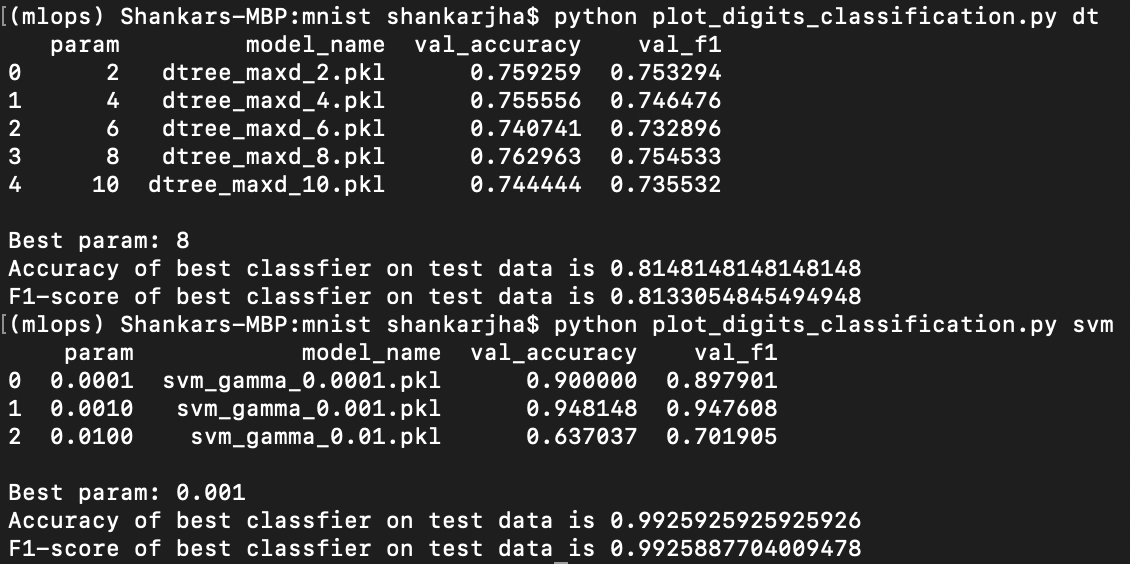 [(mlops) Shankars-MBP:mnist shankarjha$ python plot_digits_classification.py dt
param model_name val_accuracy val_f1
0 2 dtree_maxd_2.pkl 0.759259 0.753294
1 4 dtree_maxd_4.pkl 0.755556 0.746476
2 6 dtree_maxd_6.pkl 0.740741 0.732896
3 8 dtree_maxd_8.pkl 0.762963 0.754533
4 10 dtree_maxd_10.pkl 0.744444 0.735532
Best param: 8
Accuracy of best classfier on test data is 0.8148148148148148
F1-score of best classfier on test data is 0.8133054845494948
[(mlops) Shankars-MBP:mnist shankarjha$ python plot_digits_classification.py svm
param model_name val_accuracy val_f1
0 0.0001 svm_gamma_0.0001.pkl 0.900000 0.897901
1 0.0010 svm_gamma_0.001.pkl 0.948148 0.947608
2 0.0100 svm_gamma_0.01.pkl 0.637037 0.701905
Best param: 0.001
Accuracy of best classfier on test data is 0.9925925925925926
F1-score of best classfier on test data is 0.9925887704009478